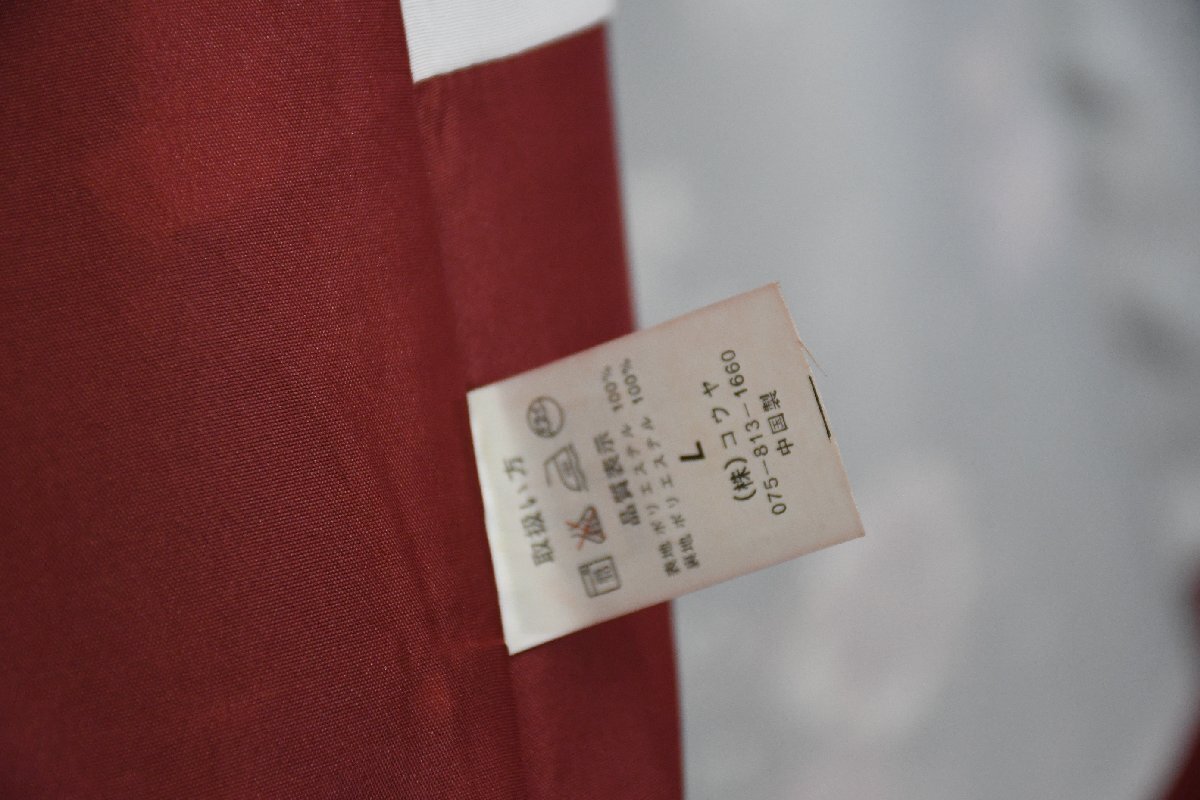 取扱い方
品質表示
表地 ポリエステル 100%
裏地 ポリエステル 100%
L
(株)コウヤ
075-813-1660
中国製